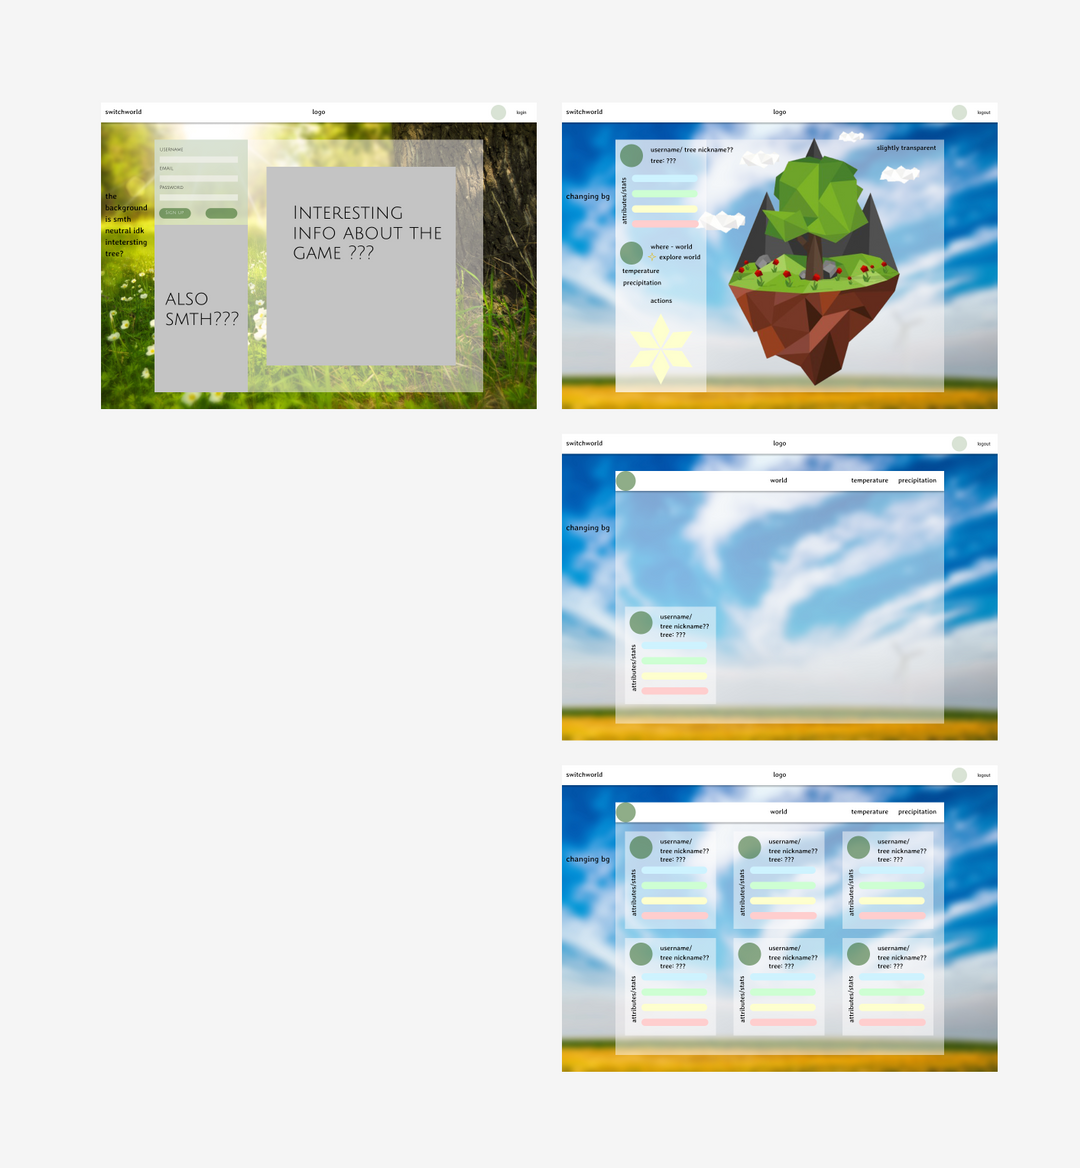 switchworld
logo
login
the
background
is smth
neutral idk
intetersting
tree?
USERNAME
EMAIL
PASSWORD
SIGN UP
ALSO
SMTH???
INTERESTING
INFO ABOUT THE
GAME ???
switchworld
logo
logout
changing bg
username/ tree nickname??
tree: ???
attributes/stats
where - world
explore world
temperature
precipitation
actions
slightly transparent
switchworld
logo
logout
changing bg
world
temperature
precipitation
username/
tree nickname??
tree: ???
attributes/stats
switchworld
logo
logout
changing bg
world
temperature
precipitation
username/
tree nickname??
tree: ???
attributes/stats
username/
tree nickname??
tree: ???
attributes/stats
username/
tree nickname??
tree: ???
attributes/stats
username/
tree nickname??
tree: ???
attributes/stats
username/
tree nickname??
tree: ???
attributes/stats
username/
tree nickname??
tree: ???
attributes/stats